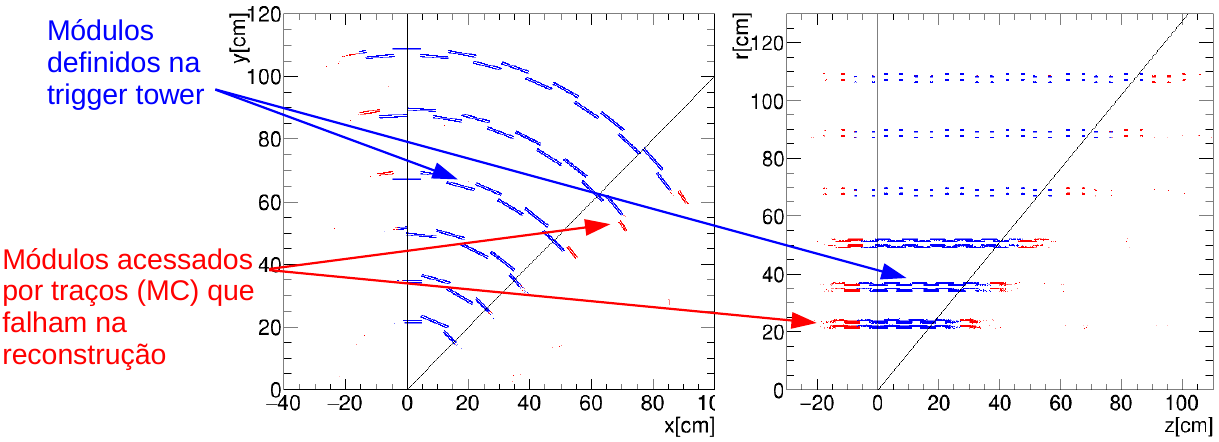 Módulos
definidos na
trigger tower
Módulos acessados
por traços (MC) que
falham na
reconstrução
y[cm]
120
100
80
60
40
20
0
−40 −20 0 20 40 60 80 10
x[cm]
r[cm]
120
100
80
60
40
20
0
−20 0 20 40 60 80 100
z[cm]